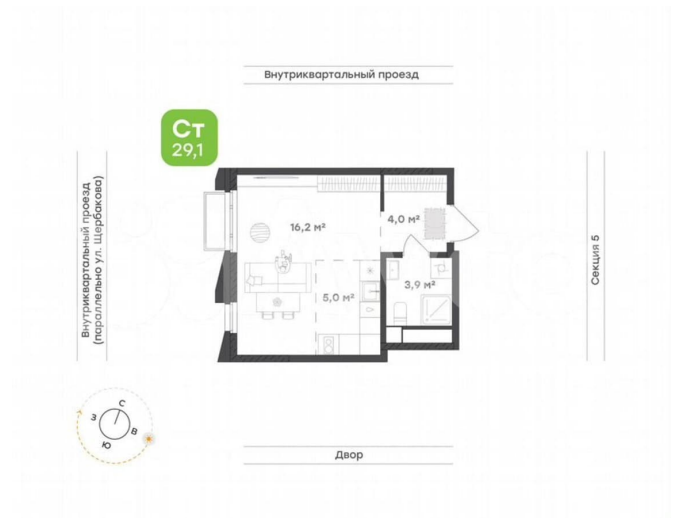 Внутриквартальный проезд
Ст
29,1
Внутриквартальный проезд
(параллельно ул. Щербакова)
16,2 м²
4,0 м²
3,9 м²
5,0 м²
Секция 5
С
З
В
Ю
Двор